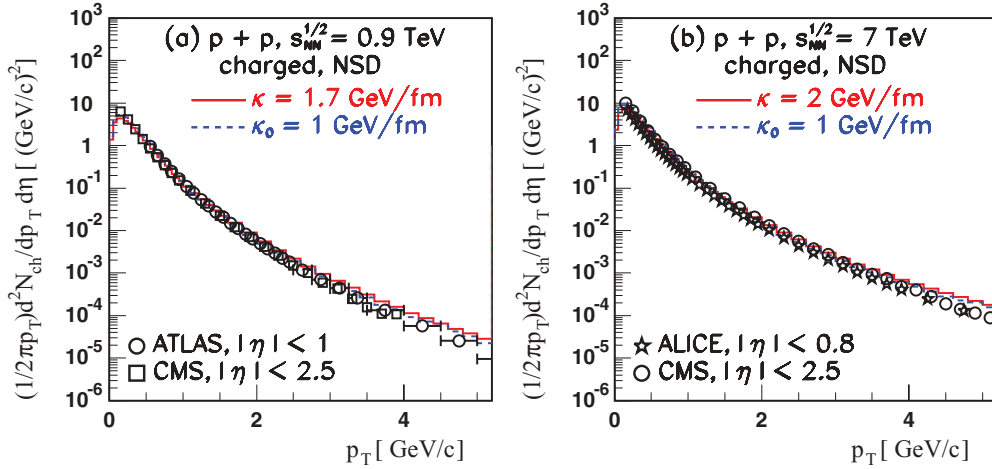 (a) p + p, s_NN^1/2 = 0.9 TeV
charged, NSD
κ = 1.7 GeV/fm
κ₀ = 1 GeV/fm
ATLAS, |η| < 1
CMS, |η| < 2.5
10³
10²
10
1
10⁻¹
10⁻²
10⁻³
10⁻⁴
10⁻⁵
10⁻⁶
0
2
4
(1/2πp_T)d²N_ch/dp_T dη [ (GeV/c)²]
p_T [ GeV/c]
(b) p + p, s_NN^1/2 = 7 TeV
charged, NSD
κ = 2 GeV/fm
κ₀ = 1 GeV/fm
ALICE, |η| < 0.8
CMS, |η| < 2.5
10³
10²
10
1
10⁻¹
10⁻²
10⁻³
10⁻⁴
10⁻⁵
10⁻⁶
0
2
4
(1/2πp_T)d²N_ch/dp_T dη [ (GeV/c)²]
p_T [ GeV/c]